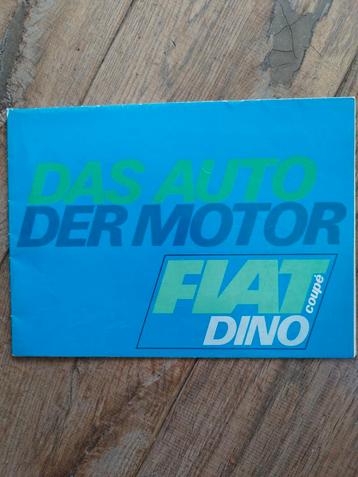 DAS AUTO
DER MOTOR
FIAT
DINO coupé